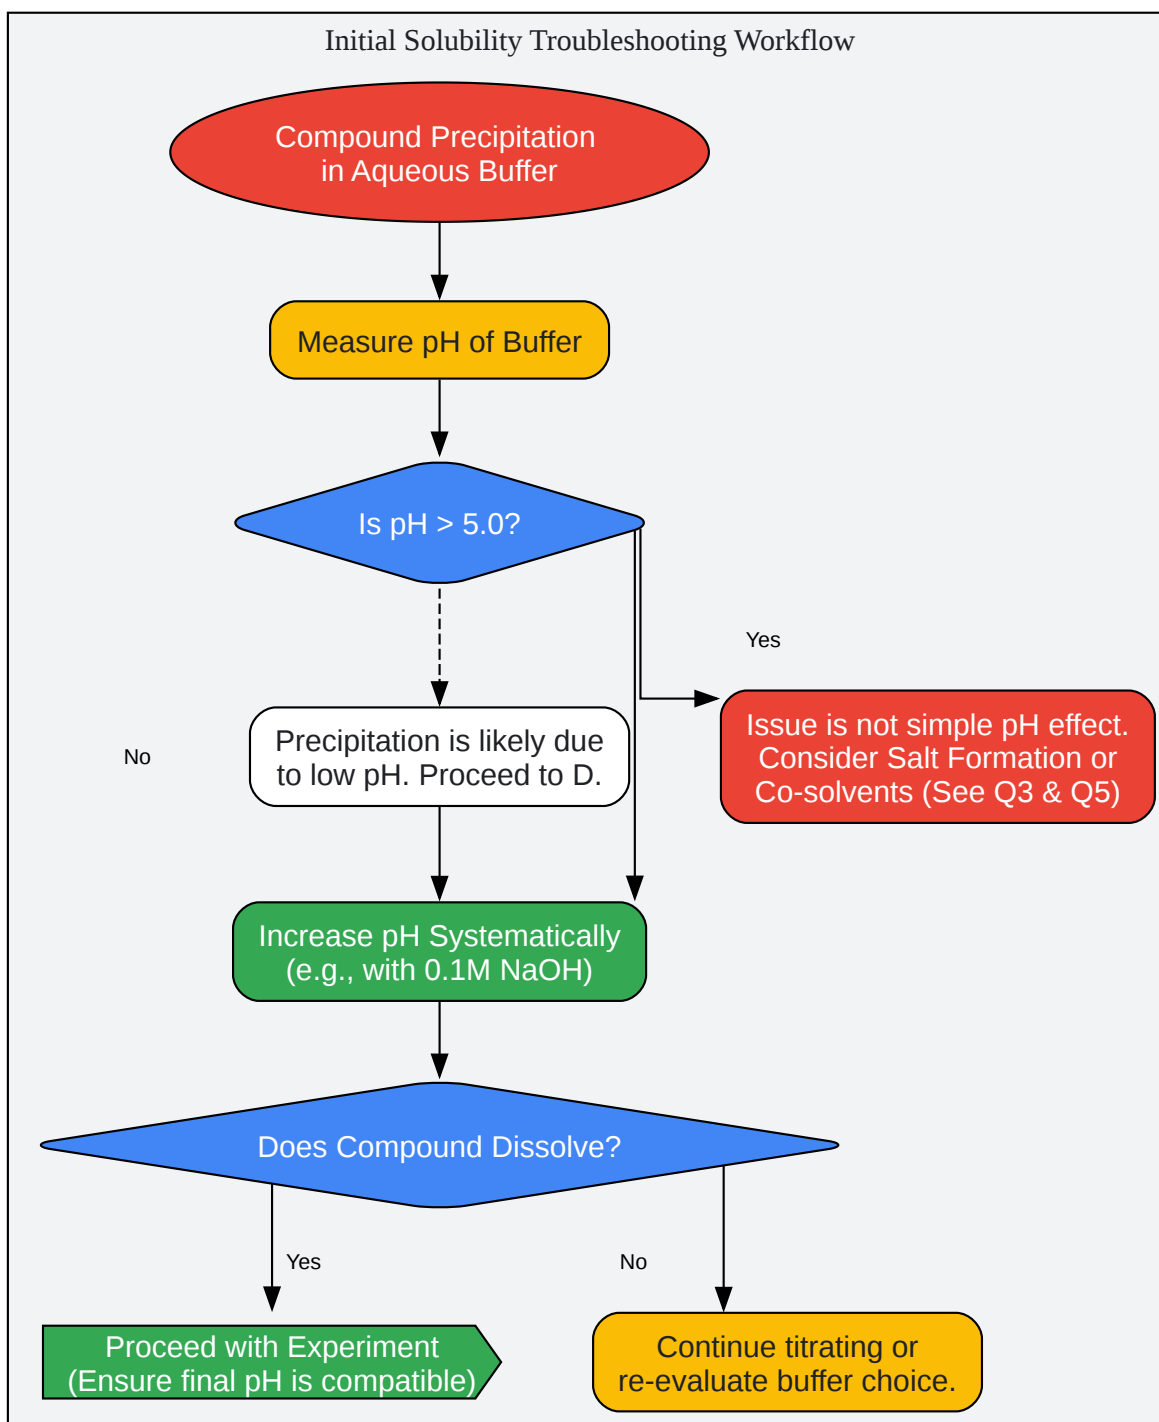 Initial Solubility Troubleshooting Workflow
Compound Precipitation
in Aqueous Buffer
Measure pH of Buffer
Is pH > 5.0?
Yes
Issue is not simple pH effect.
Consider Salt Formation or
Co-solvents (See Q3 & Q5)
No
Precipitation is likely due
to low pH. Proceed to D.
Increase pH Systematically
(e.g., with 0.1M NaOH)
Does Compound Dissolve?
Yes
No
Proceed with Experiment
(Ensure final pH is compatible)
Continue titrating or
re-evaluate buffer choice.